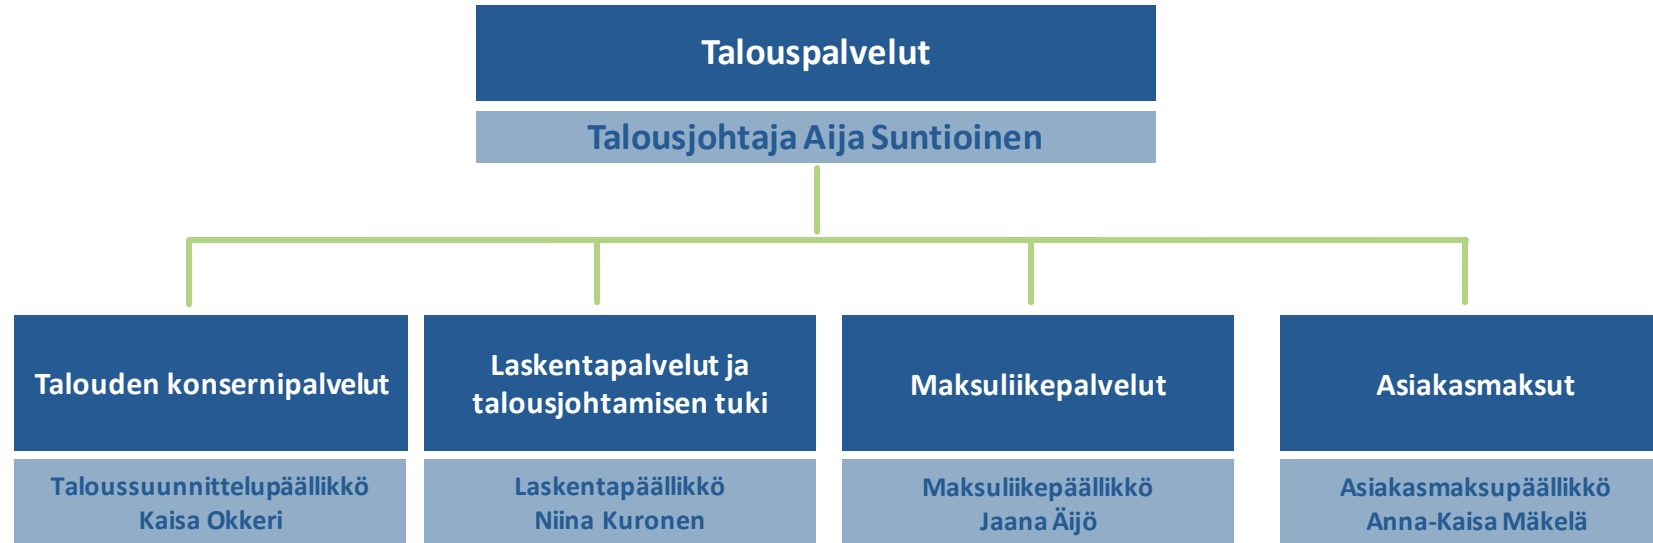 Talouspalvelut
Talousjohtaja Aija Suntioinen
Talouden konsernipalvelut
Taloussuunnittelupäällikkö
Kaisa Okkeri
Laskentapalvelut ja
talousjohtamisen tuki
Laskentapäällikkö
Niina Kuronen
Maksuliikepalvelut
Maksuliikepäällikkö
Jaana Äijö
Asiakasmaksut
Asiakasmaksupäällikkö
Anna-Kaisa Mäkelä